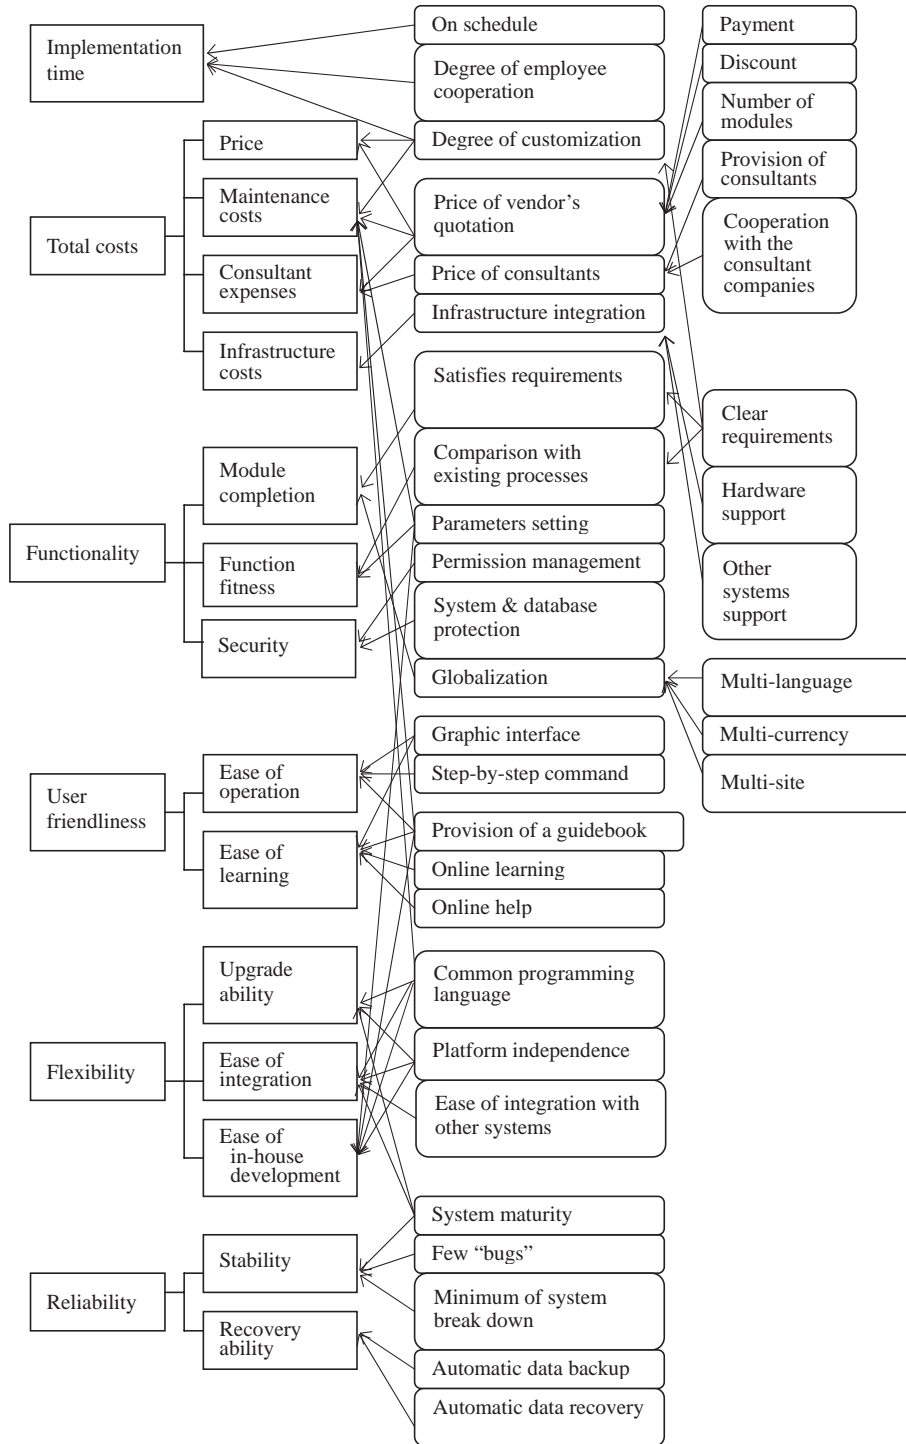 Implementation
time
Total costs
Functionality
User
friendliness
Flexibility
Reliability
Price
Maintenance
costs
Consultant
expenses
Infrastructure
costs
Module
completion
Function
fitness
Security
Ease of
operation
Ease of
learning
Upgrade
ability
Ease of
integration
Ease of
in-house
development
Stability
Recovery
ability
On schedule
Degree of employee
cooperation
Degree of customization
Price of vendor’s
quotation
Price of consultants
Infrastructure integration
Satisfies requirements
Comparison with
existing processes
Parameters setting
Permission management
System & database
protection
Globalization
Graphic interface
Step-by-step command
Provision of a guidebook
Online learning
Online help
Common programming
language
Platform independence
Ease of integration with
other systems
System maturity
Few “bugs”
Minimum of system
break down
Automatic data backup
Automatic data recovery
Payment
Discount
Number of
modules
Provision of
consultants
Cooperation
with the
consultant
companies
Clear
requirements
Hardware
support
Other
systems
support
Multi-language
Multi-currency
Multi-site